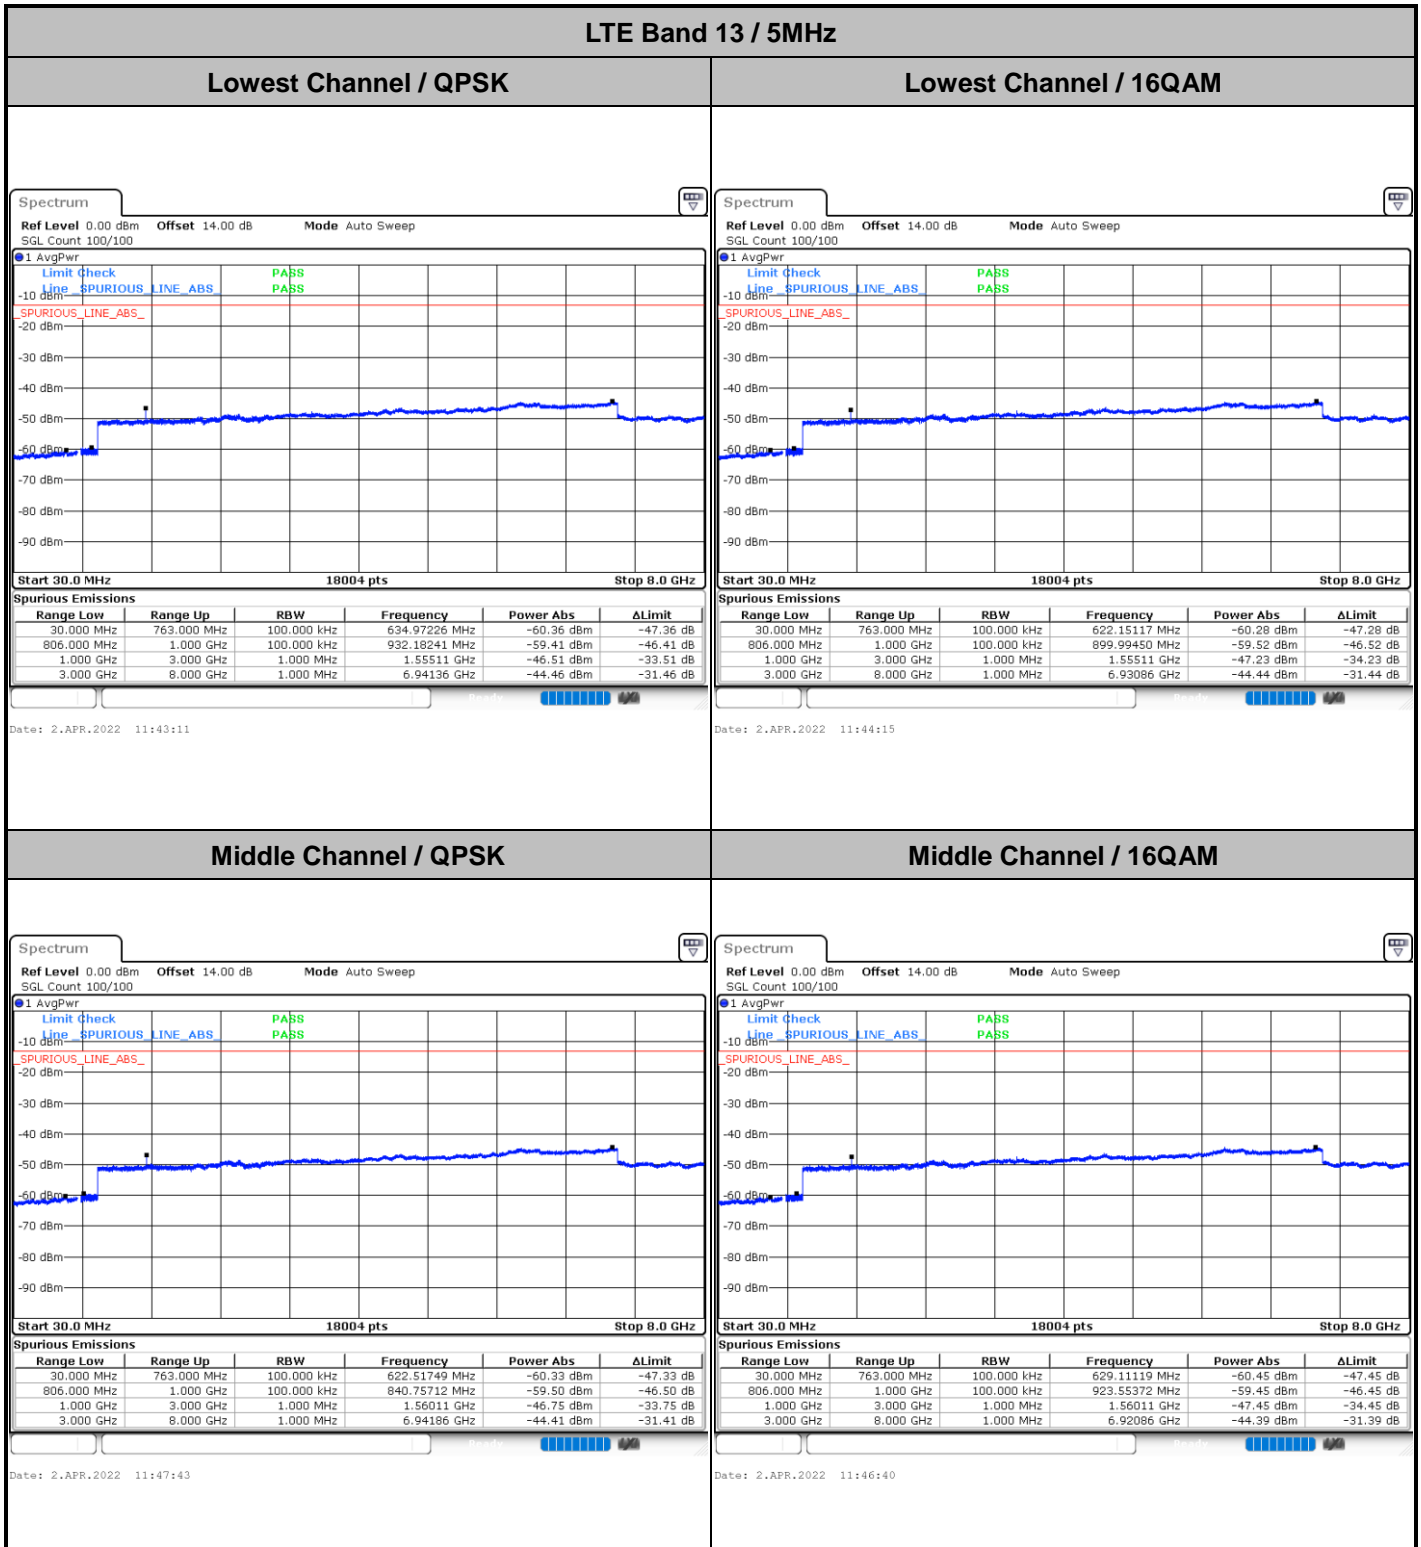 LTE Band 13 / 5MHz
Lowest Channel / QPSK
Lowest Channel / 16QAM
Spectrum
Ref Level 0.00 dBm Offset 14.00 dB Mode Auto Sweep
SGL Count 100/100
1 AvgPwr
Limit Check PASS
Line _SPURIOUS_LINE_ABS_ PASS
-10 dBm
_SPURIOUS_LINE_ABS_
-20 dBm
-30 dBm
-40 dBm
-50 dBm
-60 dBm
-70 dBm
-80 dBm
-90 dBm
Start 30.0 MHz 18004 pts Stop 8.0 GHz
Spurious Emissions
Range Low Range Up RBW Frequency Power Abs ΔLimit
30.000 MHz 763.000 MHz 100.000 kHz 634.97226 MHz -60.36 dBm -47.36 dB
806.000 MHz 1.000 GHz 100.000 kHz 932.18241 MHz -59.41 dBm -46.41 dB
1.000 GHz 3.000 GHz 1.000 MHz 1.55511 GHz -46.51 dBm -33.51 dB
3.000 GHz 8.000 GHz 1.000 MHz 6.94136 GHz -44.46 dBm -31.46 dB
Ready
Date: 2.APR.2022 11:43:11
Spectrum
Ref Level 0.00 dBm Offset 14.00 dB Mode Auto Sweep
SGL Count 100/100
1 AvgPwr
Limit Check PASS
Line _SPURIOUS_LINE_ABS_ PASS
-10 dBm
_SPURIOUS_LINE_ABS_
-20 dBm
-30 dBm
-40 dBm
-50 dBm
-60 dBm
-70 dBm
-80 dBm
-90 dBm
Start 30.0 MHz 18004 pts Stop 8.0 GHz
Spurious Emissions
Range Low Range Up RBW Frequency Power Abs ΔLimit
30.000 MHz 763.000 MHz 100.000 kHz 622.15117 MHz -60.28 dBm -47.28 dB
806.000 MHz 1.000 GHz 100.000 kHz 899.99450 MHz -59.52 dBm -46.52 dB
1.000 GHz 3.000 GHz 1.000 MHz 1.55511 GHz -47.23 dBm -34.23 dB
3.000 GHz 8.000 GHz 1.000 MHz 6.93086 GHz -44.44 dBm -31.44 dB
Ready
Date: 2.APR.2022 11:44:15
Middle Channel / QPSK
Middle Channel / 16QAM
Spectrum
Ref Level 0.00 dBm Offset 14.00 dB Mode Auto Sweep
SGL Count 100/100
1 AvgPwr
Limit Check PASS
Line _SPURIOUS_LINE_ABS_ PASS
-10 dBm
_SPURIOUS_LINE_ABS_
-20 dBm
-30 dBm
-40 dBm
-50 dBm
-60 dBm
-70 dBm
-80 dBm
-90 dBm
Start 30.0 MHz 18004 pts Stop 8.0 GHz
Spurious Emissions
Range Low Range Up RBW Frequency Power Abs ΔLimit
30.000 MHz 763.000 MHz 100.000 kHz 622.51749 MHz -60.33 dBm -47.33 dB
806.000 MHz 1.000 GHz 100.000 kHz 840.75712 MHz -59.50 dBm -46.50 dB
1.000 GHz 3.000 GHz 1.000 MHz 1.56011 GHz -46.75 dBm -33.75 dB
3.000 GHz 8.000 GHz 1.000 MHz 6.94186 GHz -44.41 dBm -31.41 dB
Ready
Date: 2.APR.2022 11:47:43
Spectrum
Ref Level 0.00 dBm Offset 14.00 dB Mode Auto Sweep
SGL Count 100/100
1 AvgPwr
Limit Check PASS
Line _SPURIOUS_LINE_ABS_ PASS
-10 dBm
_SPURIOUS_LINE_ABS_
-20 dBm
-30 dBm
-40 dBm
-50 dBm
-60 dBm
-70 dBm
-80 dBm
-90 dBm
Start 30.0 MHz 18004 pts Stop 8.0 GHz
Spurious Emissions
Range Low Range Up RBW Frequency Power Abs ΔLimit
30.000 MHz 763.000 MHz 100.000 kHz 629.11119 MHz -60.45 dBm -47.45 dB
806.000 MHz 1.000 GHz 100.000 kHz 923.55372 MHz -59.45 dBm -46.45 dB
1.000 GHz 3.000 GHz 1.000 MHz 1.56011 GHz -47.45 dBm -34.45 dB
3.000 GHz 8.000 GHz 1.000 MHz 6.92086 GHz -44.39 dBm -31.39 dB
Ready
Date: 2.APR.2022 11:46:40